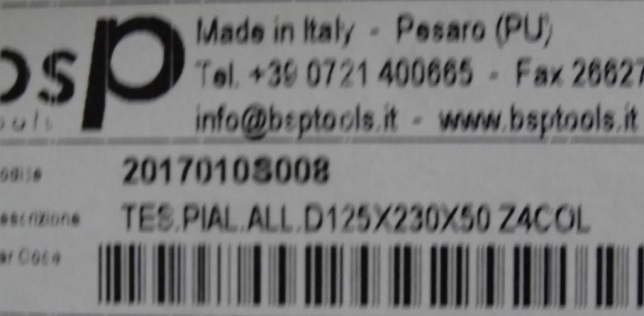 bsp
Made in Italy - Pesaro (PU)
Tel. +39 0721 400665 - Fax 26627
info@bsptools.it - www.bsptools.it
20170108008
TES.PIAL.ALL.D125X230X50 Z4COL